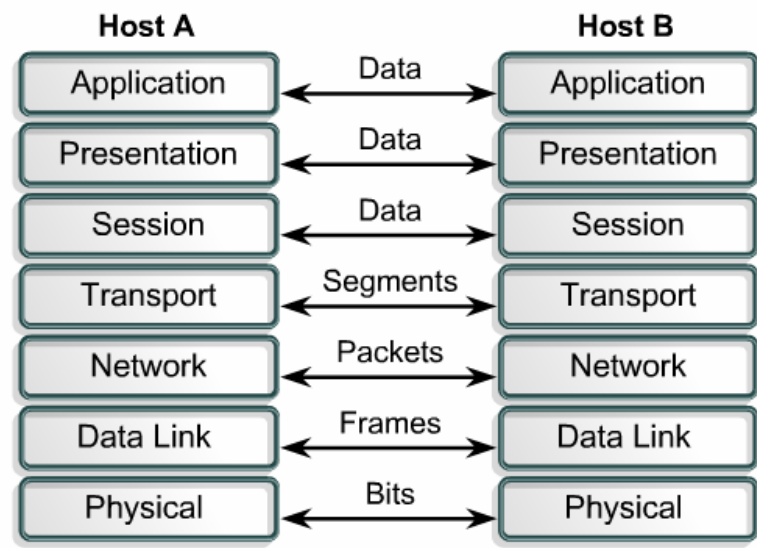 Host A Host B
Application Data Application
Presentation Data Presentation
Session Data Session
Transport Segments Transport
Network Packets Network
Data Link Frames Data Link
Physical Bits Physical